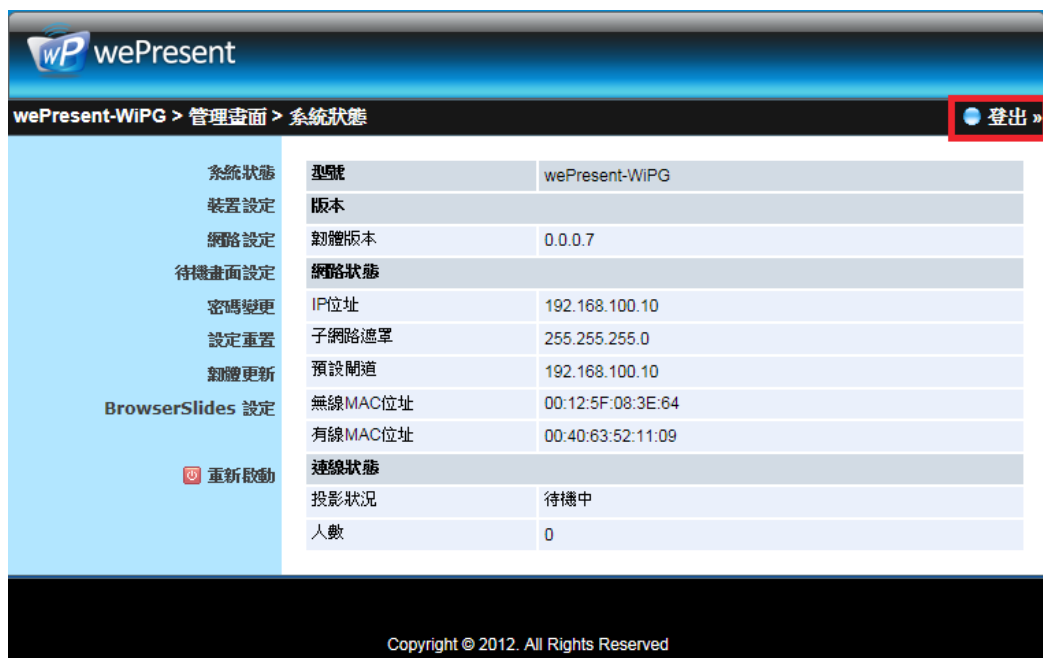 wP wePresent
wePresent-WiPG > 管理畫面 > 系統狀態
登出 »
系統狀態
裝置設定
網路設定
待機畫面設定
密碼變更
設定重置
韌體更新
BrowserSlides 設定
重新啟動
型號 wePresent-WiPG
版本
韌體版本 0.0.0.7
網路狀態
IP位址 192.168.100.10
子網路遮罩 255.255.255.0
預設閘道 192.168.100.10
無線MAC位址 00:12:5F:08:3E:64
有線MAC位址 00:40:63:52:11:09
連線狀態
投影狀況 待機中
人數 0
Copyright © 2012. All Rights Reserved